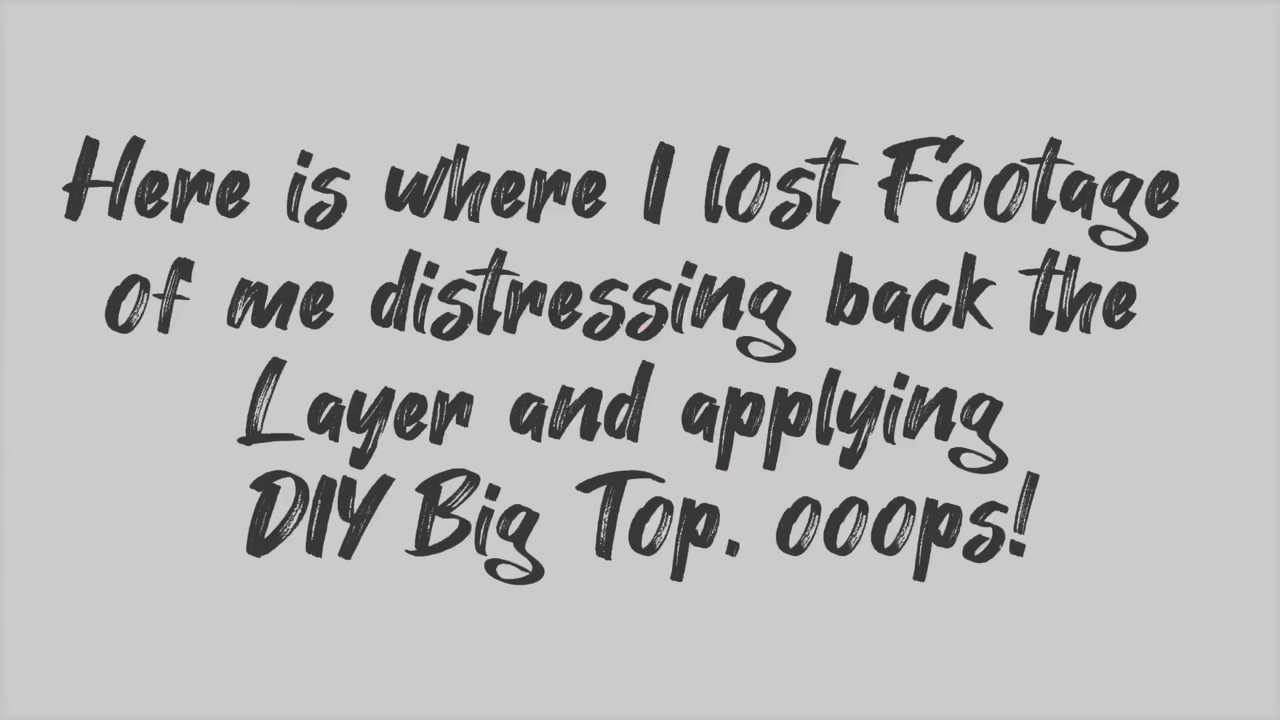 Here is where I lost Footage
of me distressing back the
Layer and applying
DIY Big Top. ooops!